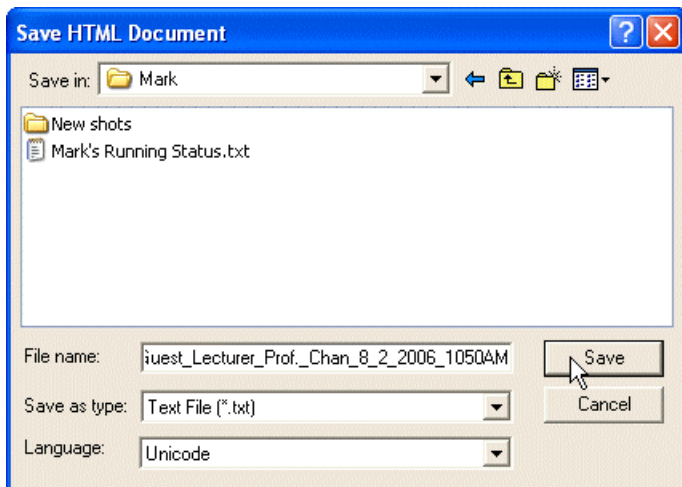 Save HTML Document
Save in: Mark
New shots
Mark's Running Status.txt
File name: Guest_Lecturer_Prof._Chan_8_2_2006_1050AM Save
Save as type: Text File (*.txt) Cancel
Language: Unicode